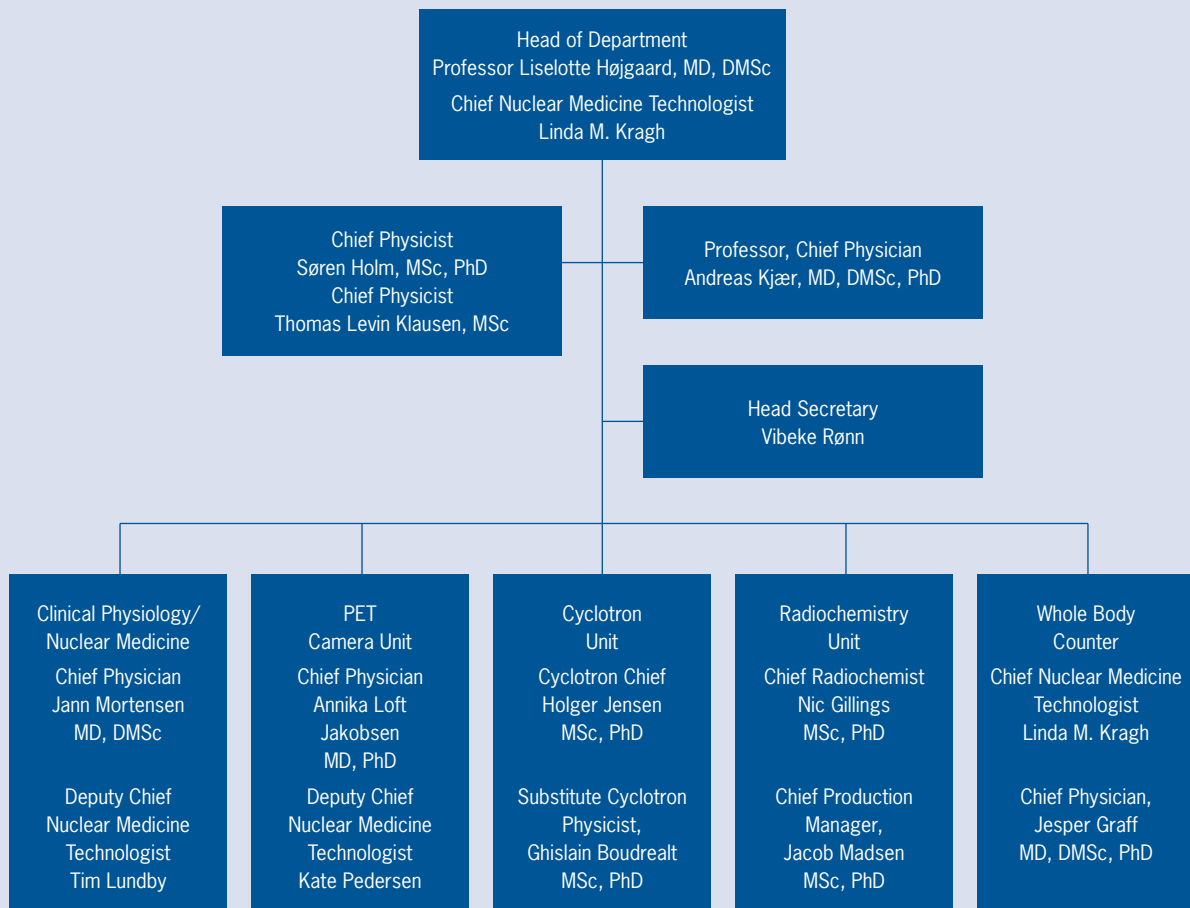 Head of Department
Professor Liselotte Højgaard, MD, DMSc
Chief Nuclear Medicine Technologist
Linda M. Kragh
Chief Physicist
Søren Holm, MSc, PhD
Chief Physicist
Thomas Levin Klausen, MSc
Professor, Chief Physician
Andreas Kjær, MD, DMSc, PhD
Head Secretary
Vibeke Rønn
Clinical Physiology/
Nuclear Medicine
Chief Physician
Jann Mortensen
MD, DMSc
Deputy Chief
Nuclear Medicine
Technologist
Tim Lundby
PET
Camera Unit
Chief Physician
Annika Loft
Jakobsen
MD, PhD
Deputy Chief
Nuclear Medicine
Technologist
Kate Pedersen
Cyclotron
Unit
Cyclotron Chief
Holger Jensen
MSc, PhD
Substitute Cyclotron
Physicist,
Ghislain Boudrealt
MSc, PhD
Radiochemistry
Unit
Chief Radiochemist
Nic Gillings
MSc, PhD
Chief Production
Manager,
Jacob Madsen
MSc, PhD
Whole Body
Counter
Chief Nuclear Medicine
Technologist
Linda M. Kragh
Chief Physician,
Jesper Graff
MD, DMSc, PhD